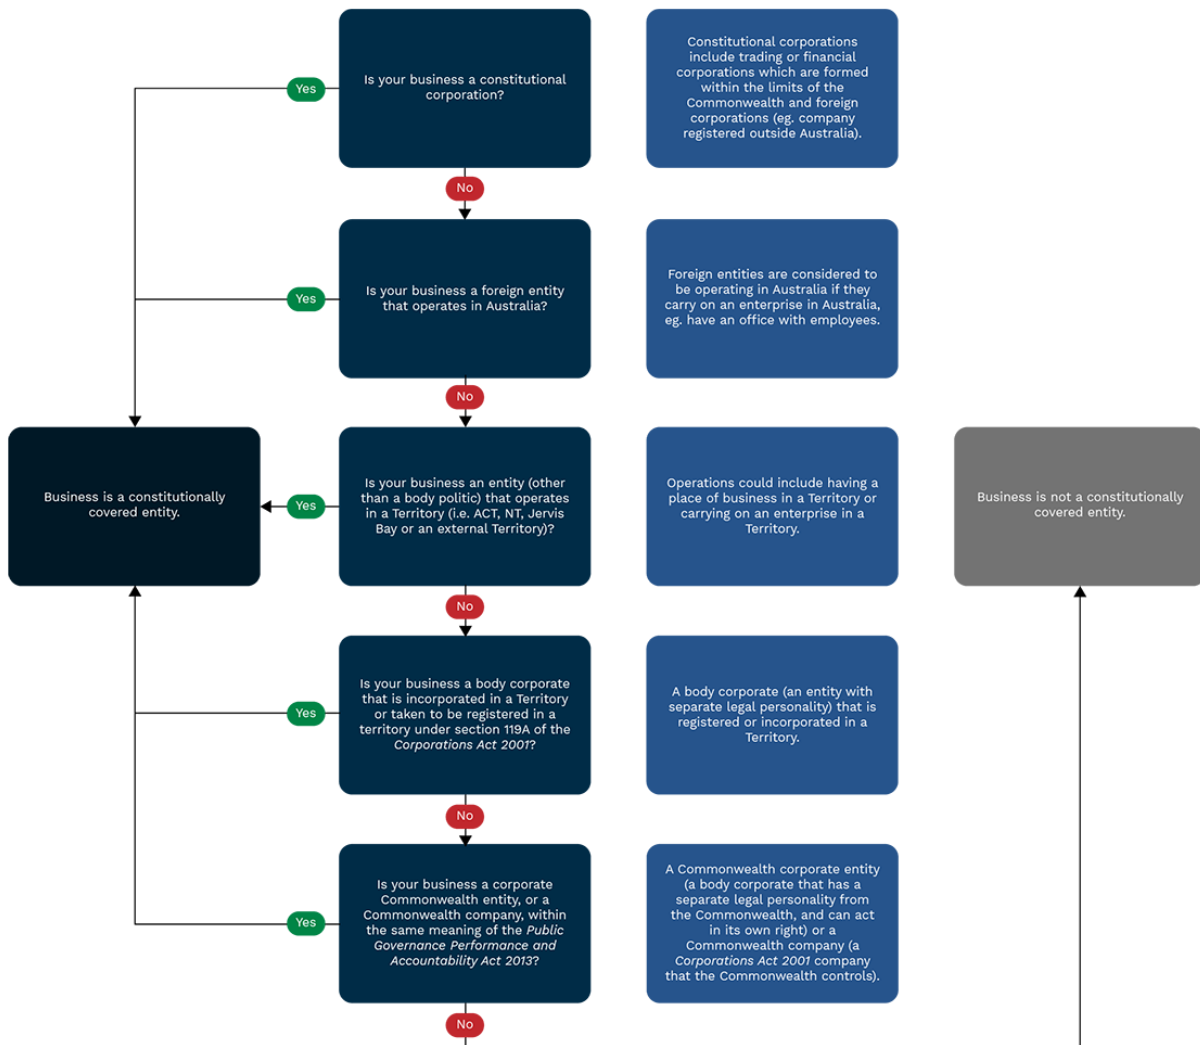 Is your business a constitutional
corporation?
Constitutional corporations
include trading or financial
corporations which are formed
within the limits of the
Commonwealth and foreign
corporations (eg. company
registered outside Australia).
Yes
No
Is your business a foreign entity
that operates in Australia?
Foreign entities are considered to
be operating in Australia if they
carry on an enterprise in Australia,
eg. have an office with employees.
Yes
No
Business is a constitutionally
covered entity.
Yes
Is your business an entity (other
than a body politic) that operates
in a Territory (i.e. ACT, NT, Jervis
Bay or an external Territory)?
Operations could include having a
place of business in a Territory or
carrying on an enterprise in a
Territory.
Business is not a constitutionally
covered entity.
No
Is your business a body corporate
that is incorporated in a Territory
or taken to be registered in a
territory under section 119A of the
Corporations Act 2001?
A body corporate (an entity with
separate legal personality) that is
registered or incorporated in a
Territory.
Yes
No
Is your business a corporate
Commonwealth entity, or a
Commonwealth company, within
the same meaning of the Public
Governance Performance and
Accountability Act 2013?
A Commonwealth corporate entity
(a body corporate that has a
separate legal personality from
the Commonwealth, and can act
in its own right) or a
Commonwealth company (a
Corporations Act 2001 company
that the Commonwealth controls).
Yes
No